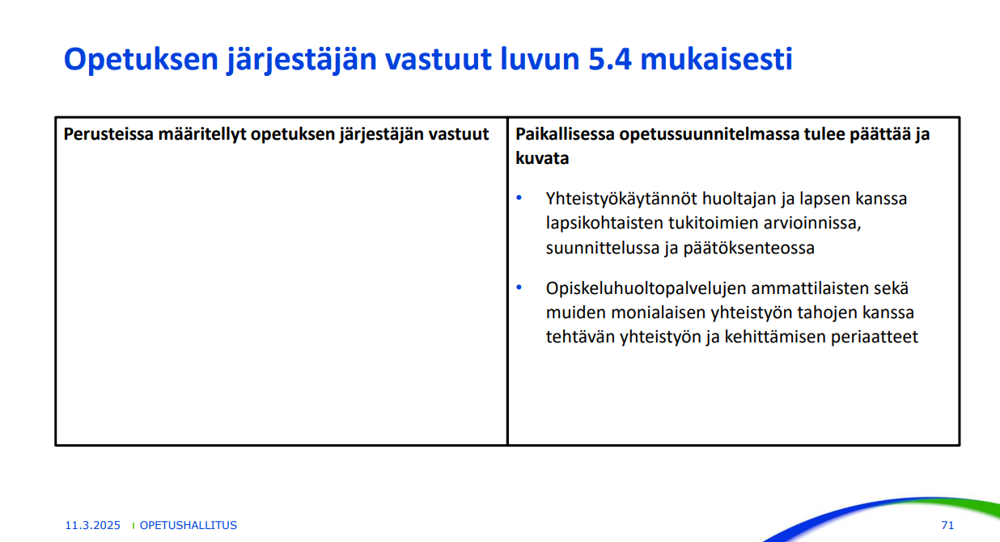 Opetuksen järjestäjän vastuut luvun 5.4 mukaisesti
Perusteissa määritellyt opetuksen järjestäjän vastuut
Paikallisessa opetussuunnitelmassa tulee päättää ja
kuvata
• Yhteistyökäytännöt huoltajan ja lapsen kanssa
lapsikohtaisten tukitoimien arvioinnissa,
suunnittelussa ja päätöksenteossa
• Opiskeluhuoltopalvelujen ammattilaisten sekä
muiden monialaisen yhteistyön tahojen kanssa
tehtävän yhteistyön ja kehittämisen periaatteet
11.3.2025 | OPETUSHALLITUS
71